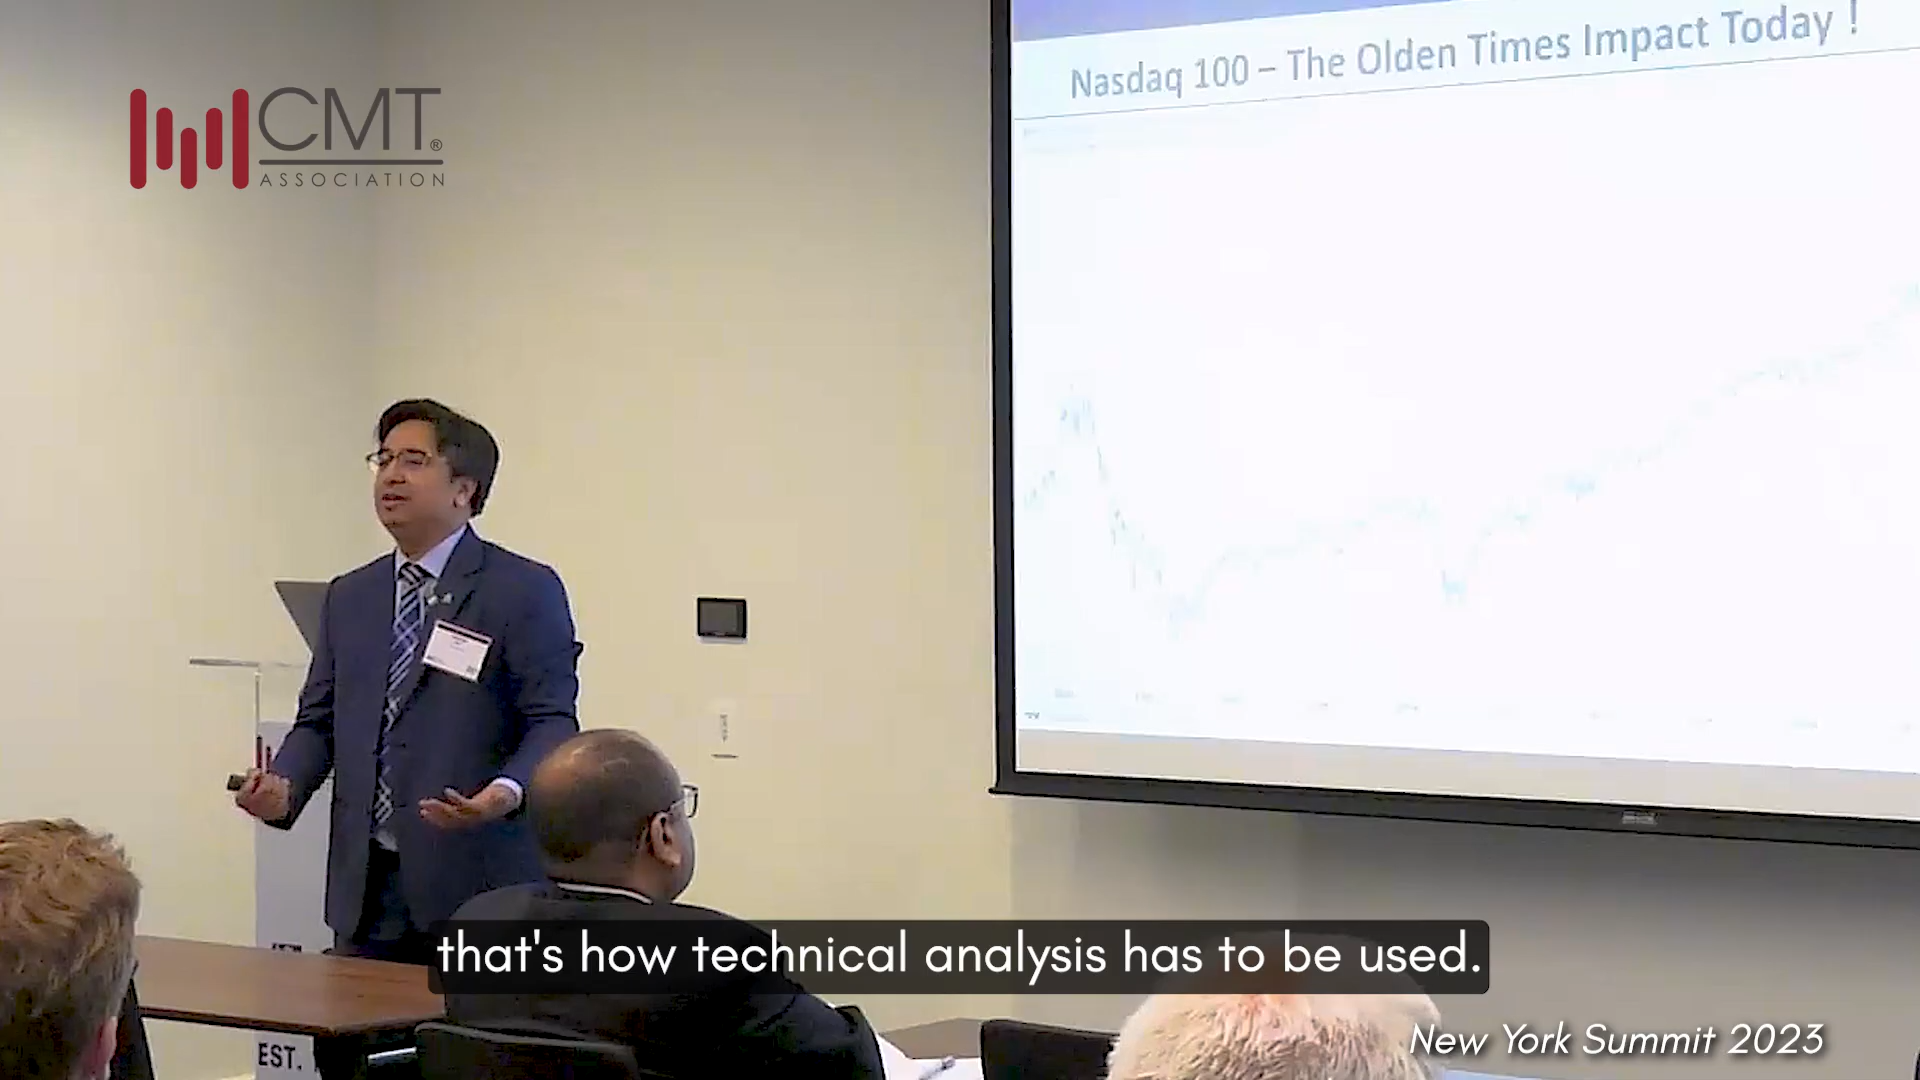 Nasdaq 100 – The Olden Times Impact Today !
CMT®
ASSOCIATION
that's how technical analysis has to be used.
New York Summit 2023
EST.